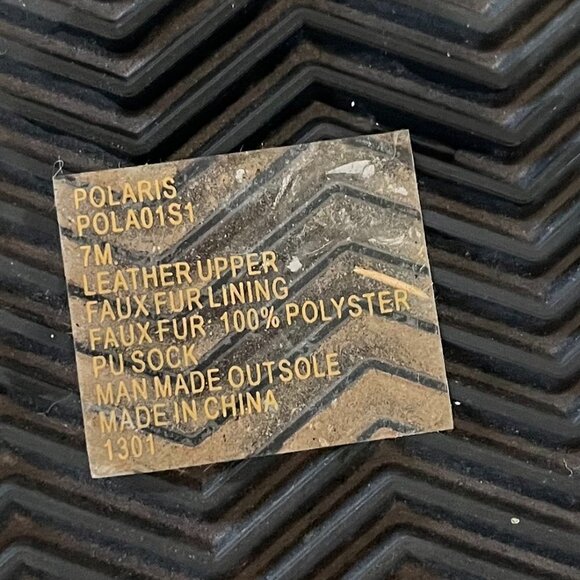 POLARIS
POLA01S1
7M
LEATHER UPPER
FAUX FUR LINING
FAUX FUR: 100% POLYSTER
PU SOCK
MAN MADE OUTSOLE
MADE IN CHINA
1301